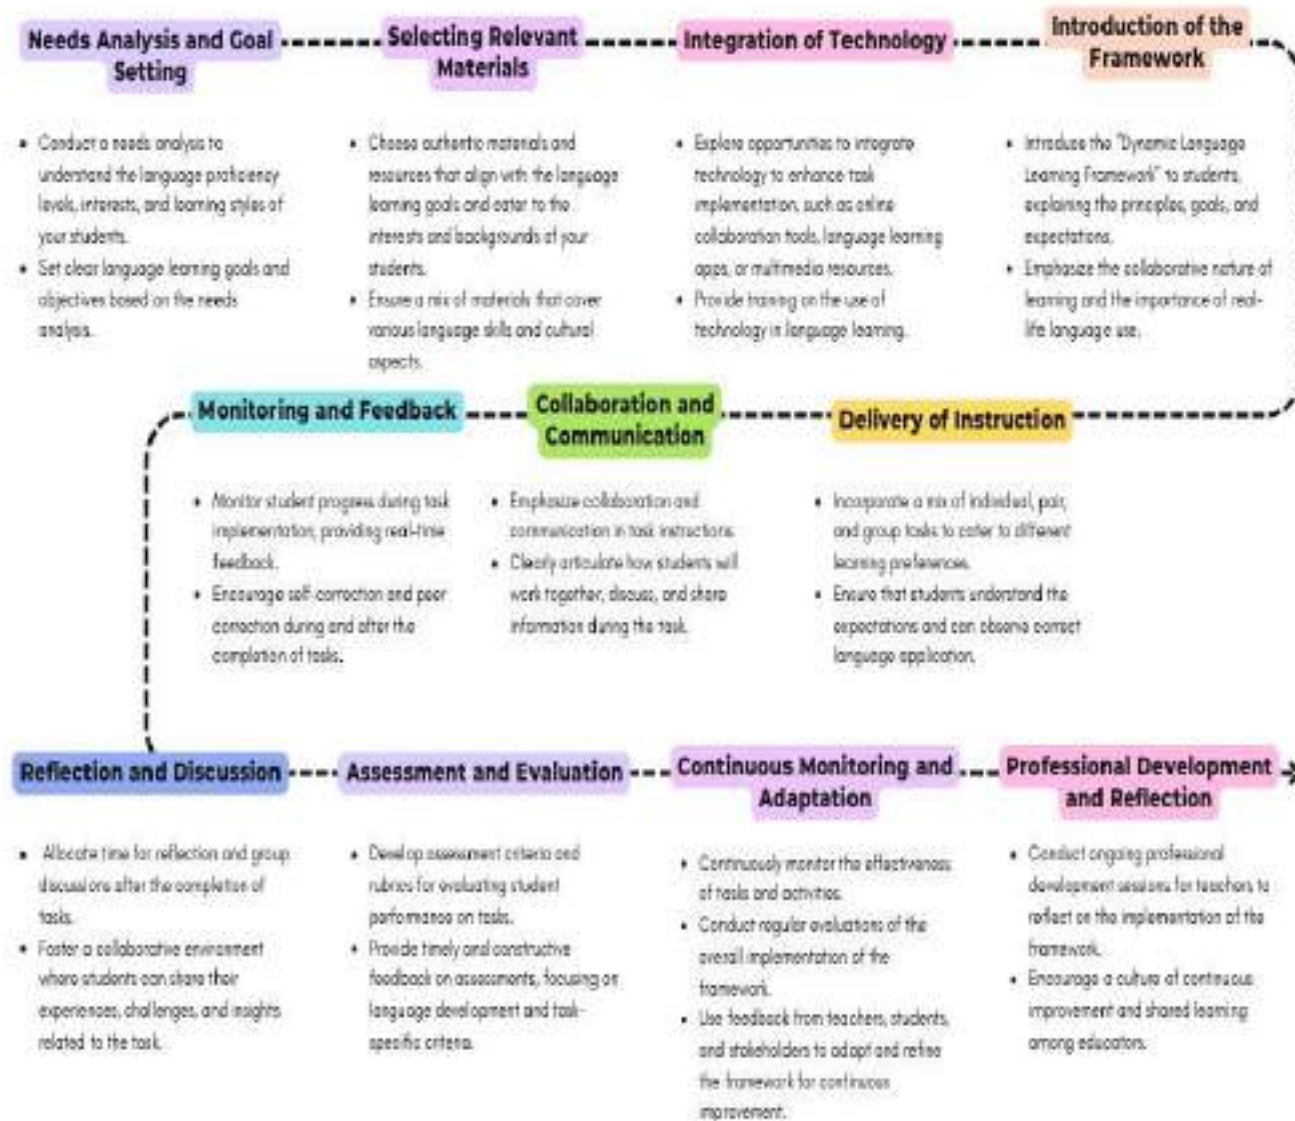 Needs Analysis and Goal
Setting
• Conduct a needs analysis to
understand the language proficiency
levels, interests, and learning styles of
your students.
• Set clear language learning goals and
objectives based on the needs
analysis.
Selecting Relevant
Materials
• Choose authentic materials and
resources that align with the language
learning goals and cater to the
interests and backgrounds of your
students.
• Ensure a mix of materials that cover
various language skills and cultural
aspects.
Integration of Technology
• Explore opportunities to integrate
technology to enhance task
implementation, such as online
collaboration tools, language learning
apps, or multimedia resources.
• Provide training on the use of
technology in language learning.
Introduction of the
Framework
• Introduce the "Dynamic Language
Learning Framework" to students,
explaining the principles, goals, and
expectations.
• Emphasize the collaborative nature of
learning and the importance of real-
life language use.
Delivery of Instruction
• Incorporate a mix of individual, pair,
and group tasks to cater to different
learning preferences.
• Ensure that students understand the
expectations and can observe correct
language application.
Collaboration and
Communication
• Emphasize collaboration and
communication in task instructions.
• Clearly articulate how students will
work together, discuss, and share
information during the task.
Monitoring and Feedback
• Monitor student progress during task
implementation, providing real-time
feedback.
• Encourage self-correction and peer
correction during and after the
completion of tasks.
Reflection and Discussion
• Allocate time for reflection and group
discussions after the completion of
tasks.
• Foster a collaborative environment
where students can share their
experiences, challenges, and insights
related to the task.
Assessment and Evaluation
• Develop assessment criteria and
rubrics for evaluating student
performance on tasks.
• Provide timely and constructive
feedback on assessments, focusing on
language development and task-
specific criteria.
Continuous Monitoring and
Adaptation
• Continuously monitor the effectiveness
of tasks and activities.
• Conduct regular evaluations of the
overall implementation of the
framework.
• Use feedback from teachers, students,
and stakeholders to adapt and refine
the framework for continuous
improvement.
Professional Development
and Reflection
• Conduct ongoing professional
development sessions for teachers to
reflect on the implementation of the
framework.
• Encourage a culture of continuous
improvement and shared learning
among educators.